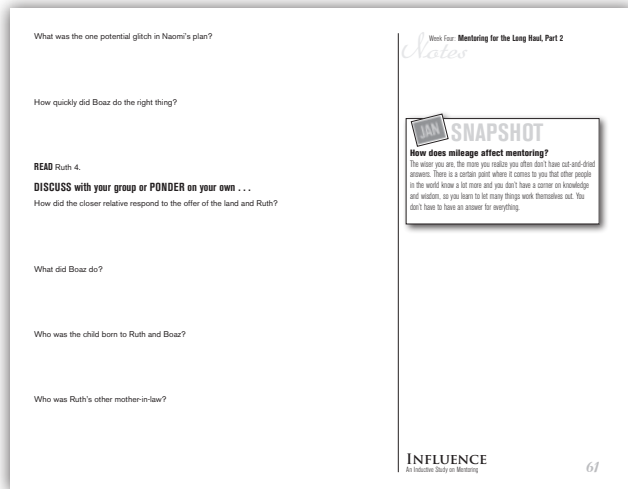 What was the one potential glitch in Naomi's plan?
How quickly did Boaz do the right thing?
READ Ruth 4.
DISCUSS with your group or PONDER on your own . . .
How did the closer relative respond to the offer of the land and Ruth?
What did Boaz do?
Who was the child born to Ruth and Boaz?
Who was Ruth's other mother-in-law?
Week Four: Mentoring for the Long Haul, Part 2
Notes
JAN
SNAPSHOT
How does mileage affect mentoring?
The wiser you are, the more you realize you often don't have cut-and-dried
answers. There is a certain point where it comes to you that other people
in the world know a lot more and you don't have a corner on knowledge
and wisdom, so you learn to let many things work themselves out. You
don't have to have an answer for everything.
INFLUENCE
An Inductive Study on Mentoring
61